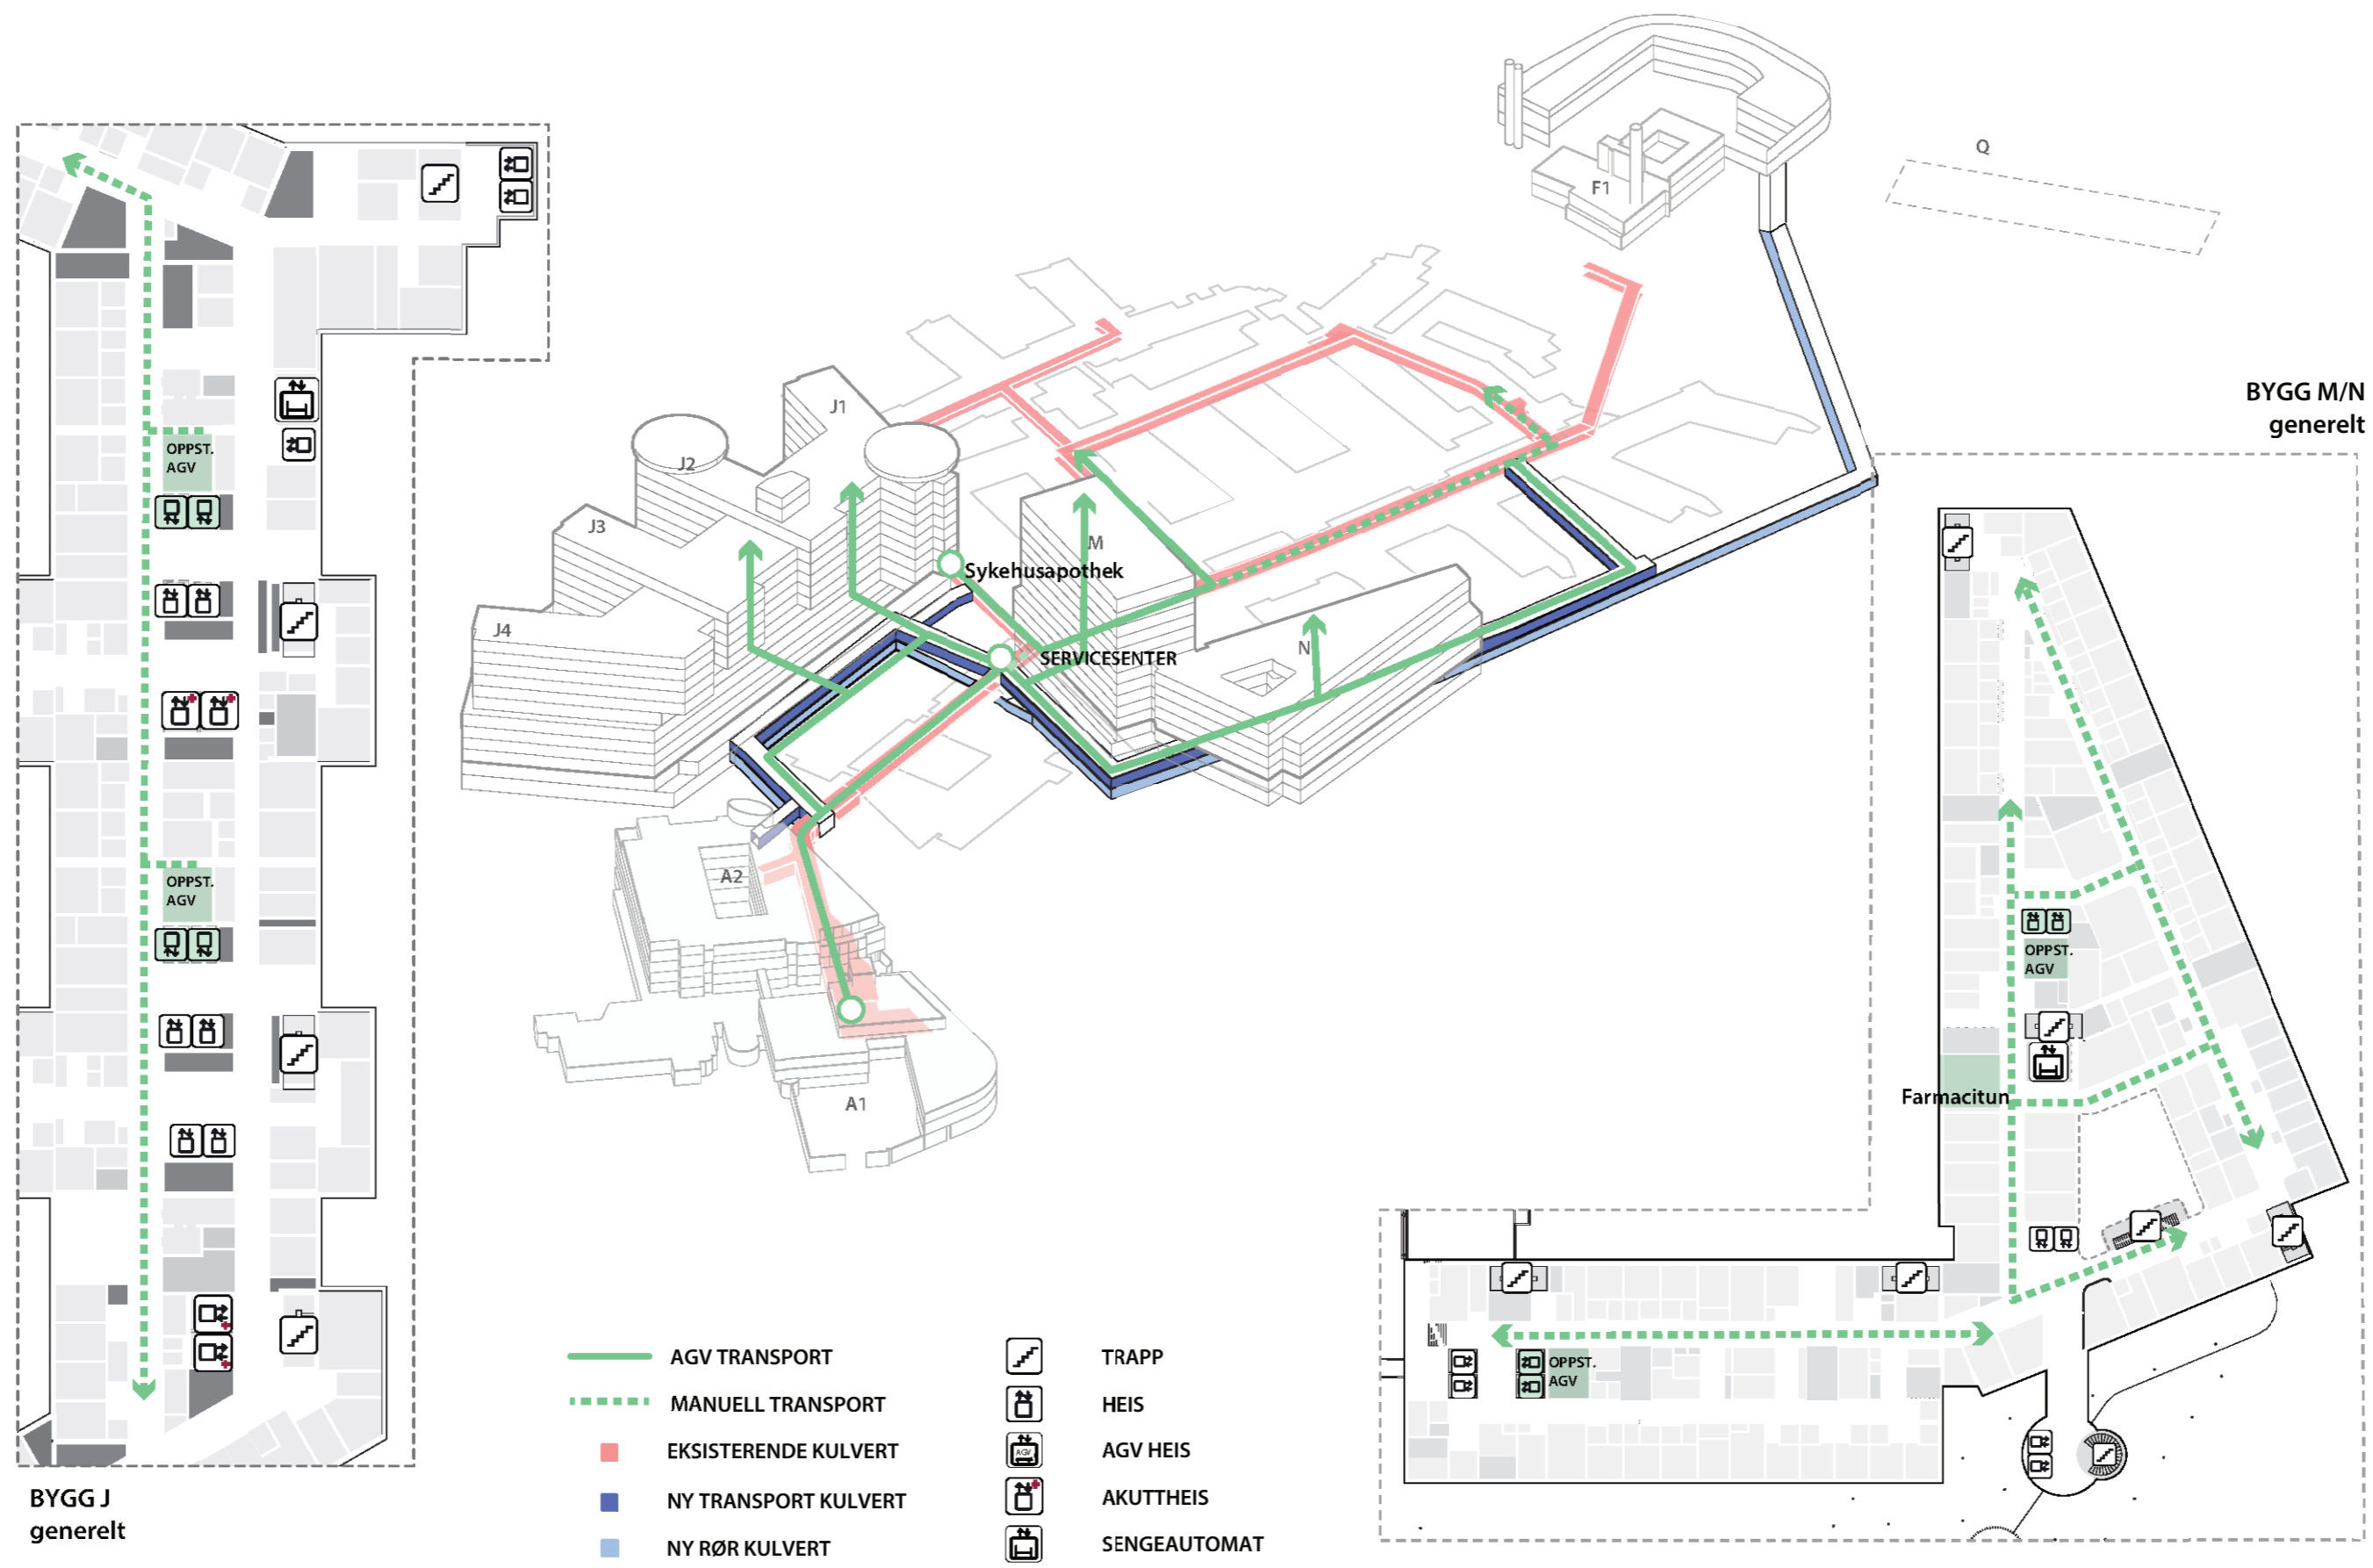 Q
F1
BYGG M/N
generelt
J1
J2
J3
J4
M
N
Sykehusapothek
SERVICESENTER
A2
A1
OPPST.
AGV
OPPST.
AGV
OPPST.
AGV
Farmacitun
OPPST.
AGV
BYGG J
generelt
AGV TRANSPORT
MANUELL TRANSPORT
EKSISTERENDE KULVERT
NY TRANSPORT KULVERT
NY RØR KULVERT
TRAPP
HEIS
AGV
AGV HEIS
AKUTTHEIS
SENGEAUTOMAT